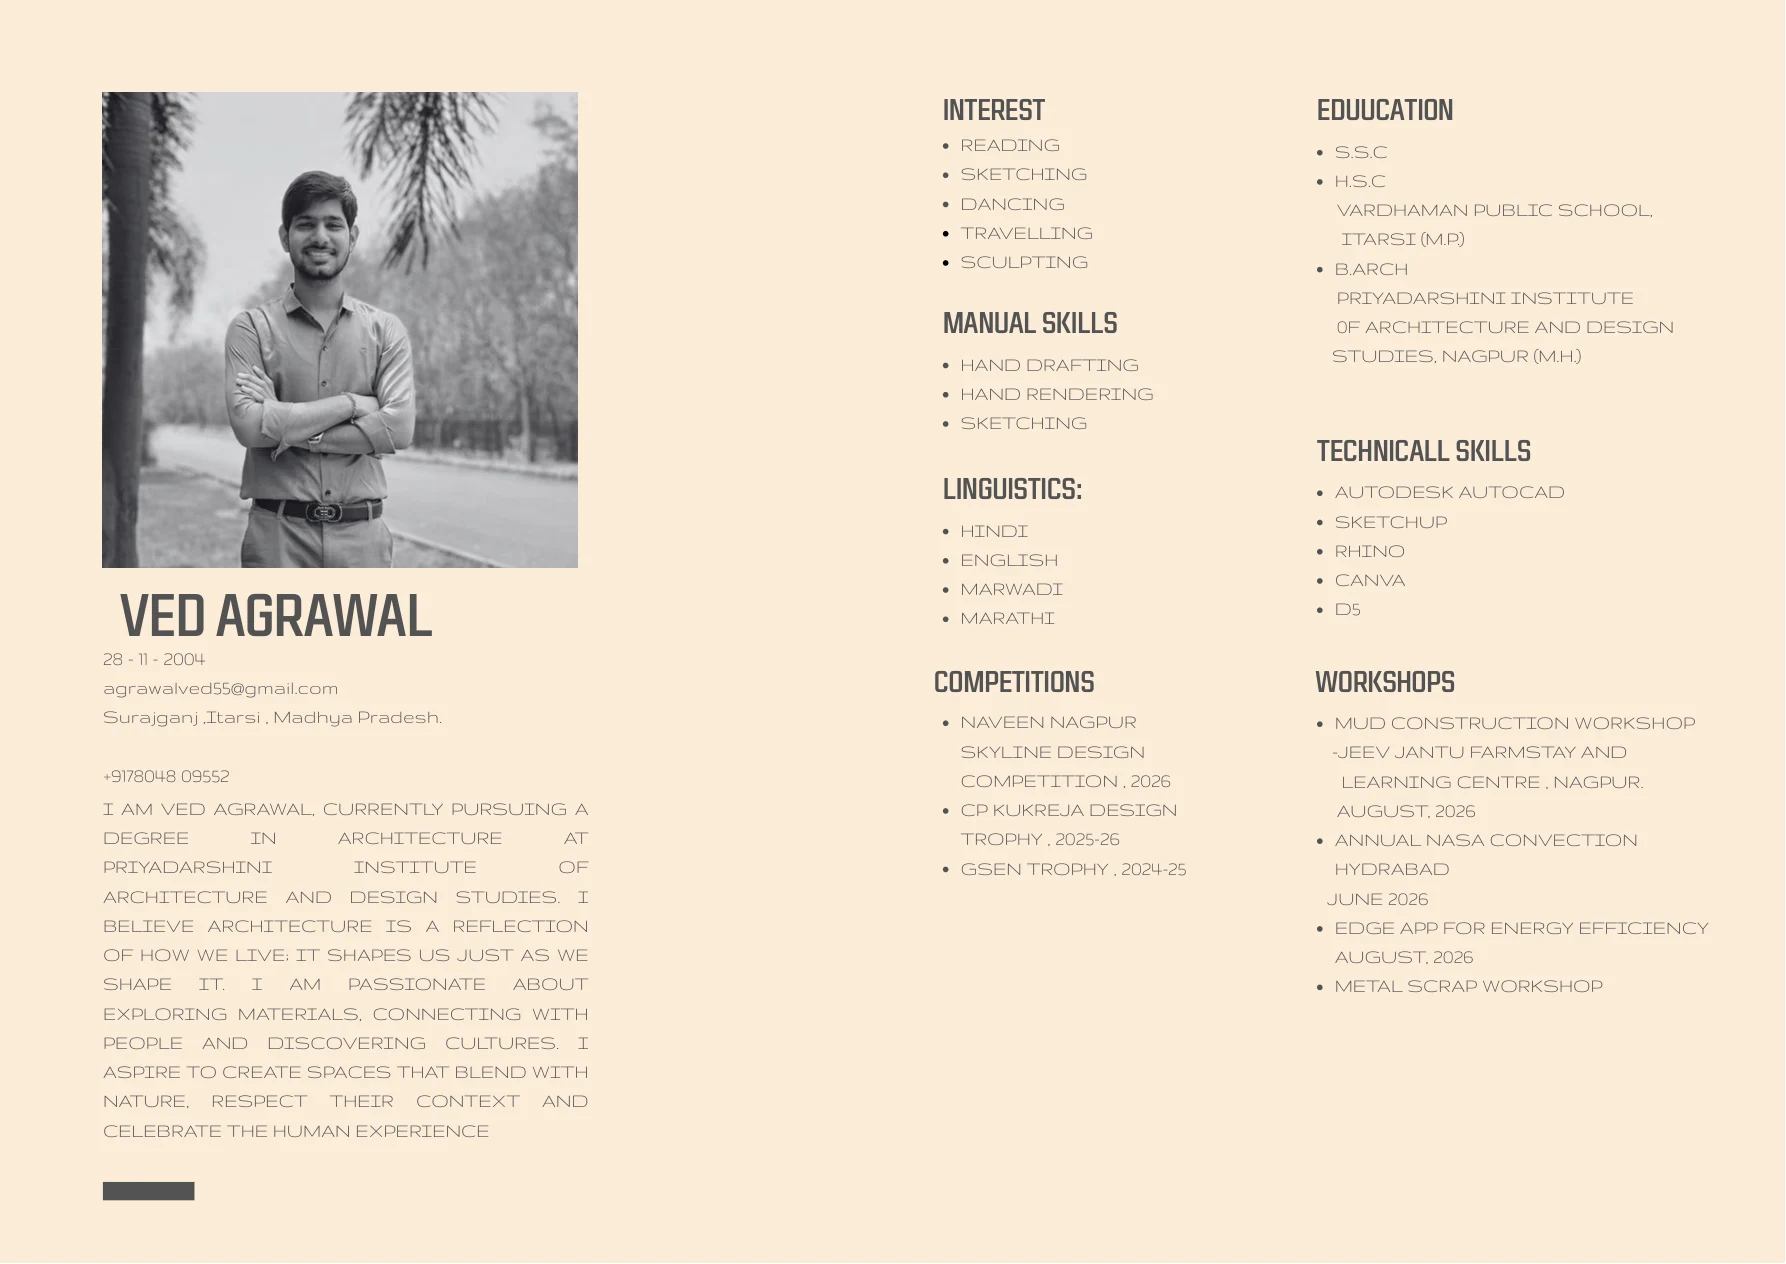 VED AGRAWAL
28 - 11 - 2004
agrawalved55@gmail.com
Surajganj ,Itarsi , Madhya Pradesh.
+9178048 09552
I AM VED AGRAWAL, CURRENTLY PURSUING A
DEGREE IN ARCHITECTURE AT
PRIYADARSHINI INSTITUTE OF
ARCHITECTURE AND DESIGN STUDIES. I
BELIEVE ARCHITECTURE IS A REFLECTION
OF HOW WE LIVE; IT SHAPES US JUST AS WE
SHAPE IT. I AM PASSIONATE ABOUT
EXPLORING MATERIALS, CONNECTING WITH
PEOPLE AND DISCOVERING CULTURES. I
ASPIRE TO CREATE SPACES THAT BLEND WITH
NATURE, RESPECT THEIR CONTEXT AND
CELEBRATE THE HUMAN EXPERIENCE
INTEREST
• READING
• SKETCHING
• DANCING
• TRAVELLING
• SCULPTING
MANUAL SKILLS
• HAND DRAFTING
• HAND RENDERING
• SKETCHING
LINGUISTICS:
• HINDI
• ENGLISH
• MARWADI
• MARATHI
COMPETITIONS
• NAVEEN NAGPUR
SKYLINE DESIGN
COMPETITION , 2026
• CP KUKREJA DESIGN
TROPHY , 2025-26
• GSEN TROPHY , 2024-25
EDUUCATION
• S.S.C
• H.S.C
VARDHAMAN PUBLIC SCHOOL,
ITARSI (M.P.)
• B.ARCH
PRIYADARSHINI INSTITUTE
0F ARCHITECTURE AND DESIGN
STUDIES, NAGPUR (M.H.)
TECHNICALL SKILLS
• AUTODESK AUTOCAD
• SKETCHUP
• RHINO
• CANVA
• D5
WORKSHOPS
• MUD CONSTRUCTION WORKSHOP
-JEEV JANTU FARMSTAY AND
LEARNING CENTRE , NAGPUR.
AUGUST, 2026
• ANNUAL NASA CONVECTION
HYDRABAD
JUNE 2026
• EDGE APP FOR ENERGY EFFICIENCY
AUGUST, 2026
• METAL SCRAP WORKSHOP